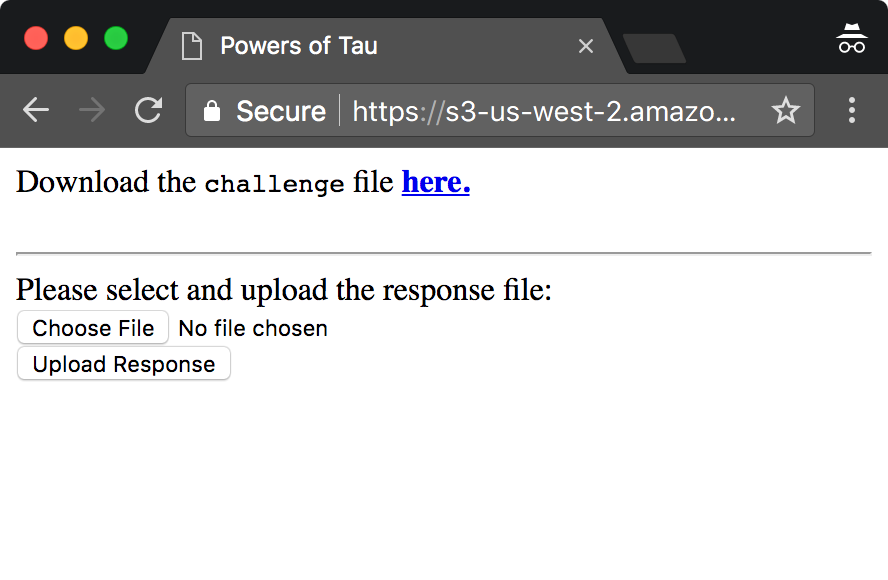 Powers of Tau
Secure https://s3-us-west-2.amazo...
Download the challenge file here.
Please select and upload the response file:
Choose File No file chosen
Upload Response